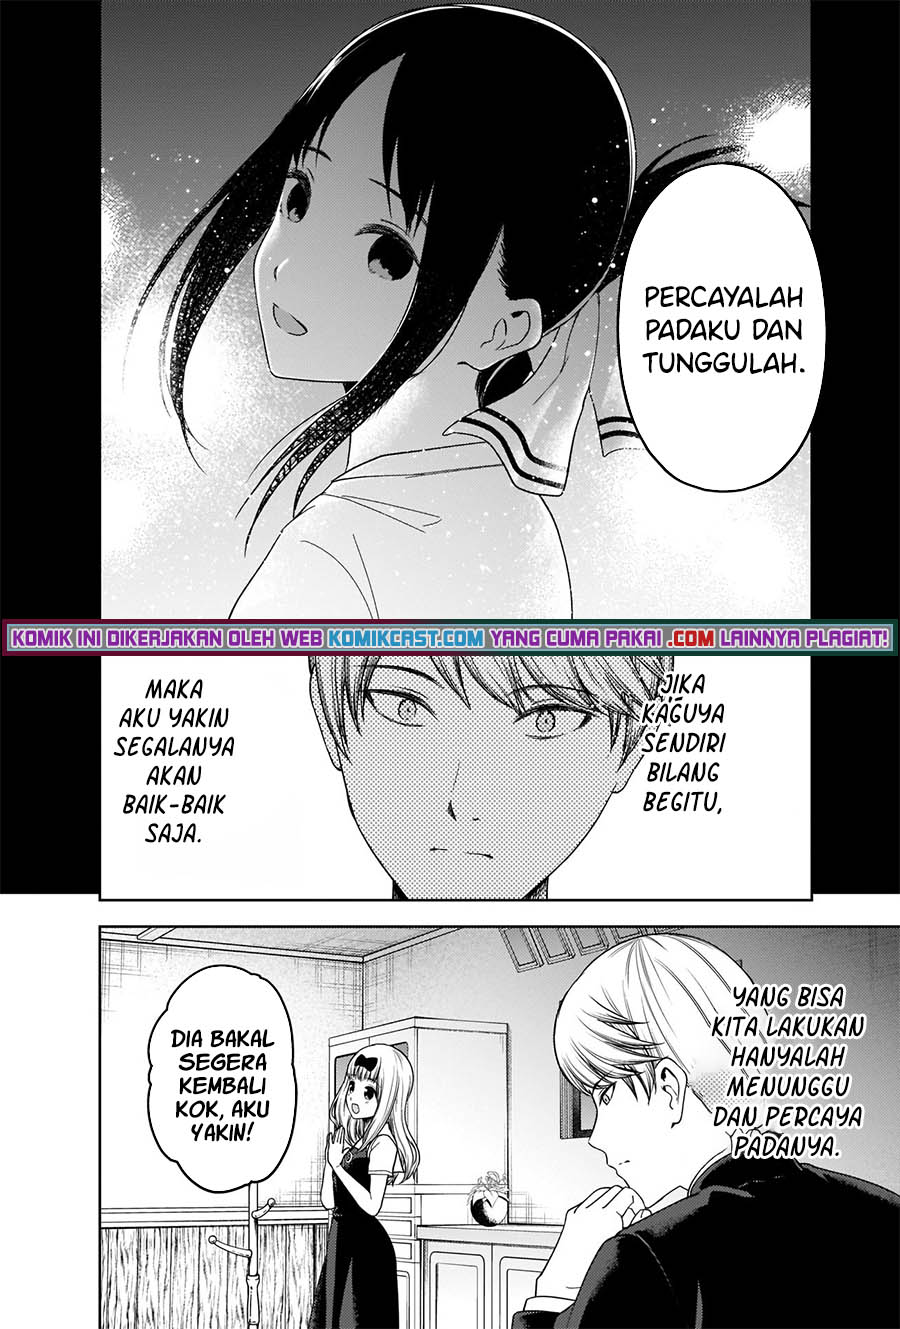 PERCAYALAH
PADAKU DAN
TUNGGULAH.
KOMIK INI DIKERJAKAN OLEH WEB KOMIKCAST.COM YANG CUMA PAKAI .COM LAINNYA PLAGIAT!
JIKA
KAGUYA
SENDIRI
BILANG
BEGITU,
MAKA
AKU YAKIN
SEGALANYA
AKAN
BAIK-BAIK
SAJA.
YANG BISA
KITA LAKUKAN
HANYALAH
MENUNGGU
DAN PERCAYA
PADANYA.
DIA BAKAL
SEGERA
KEMBALI
KOK, AKU
YAKIN!